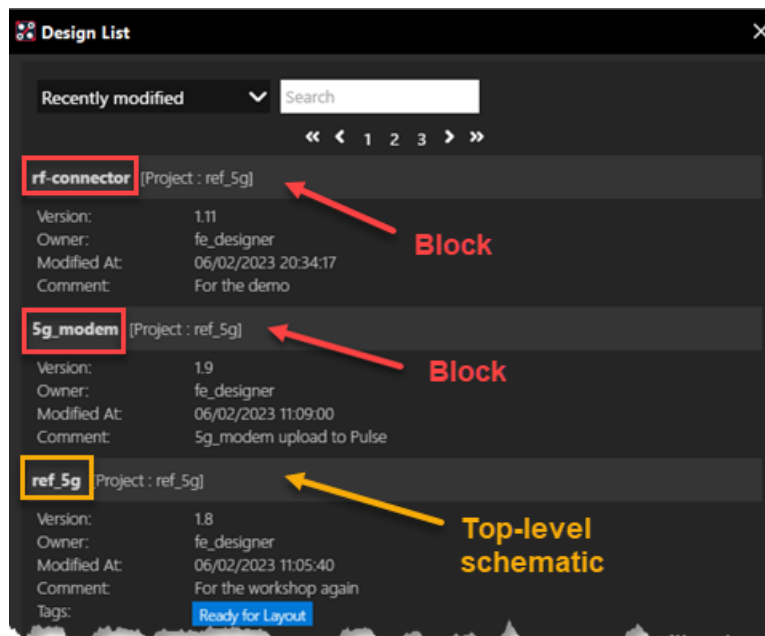 Design List
Recently modified
Search
« < 1 2 3 > »
rf-connector [Project : ref_5g]
Version: 1.11
Owner: fe_designer
Modified At: 06/02/2023 20:34:17
Comment: For the demo
Block
5g_modem [Project : ref_5g]
Version: 1.9
Owner: fe_designer
Modified At: 06/02/2023 11:09:00
Comment: 5g_modem upload to Pulse
Block
ref_5g [Project : ref_5g]
Version: 1.8
Owner: fe_designer
Modified At: 06/02/2023 11:05:40
Comment: For the workshop again
Tags: Ready for Layout
Top-level
schematic